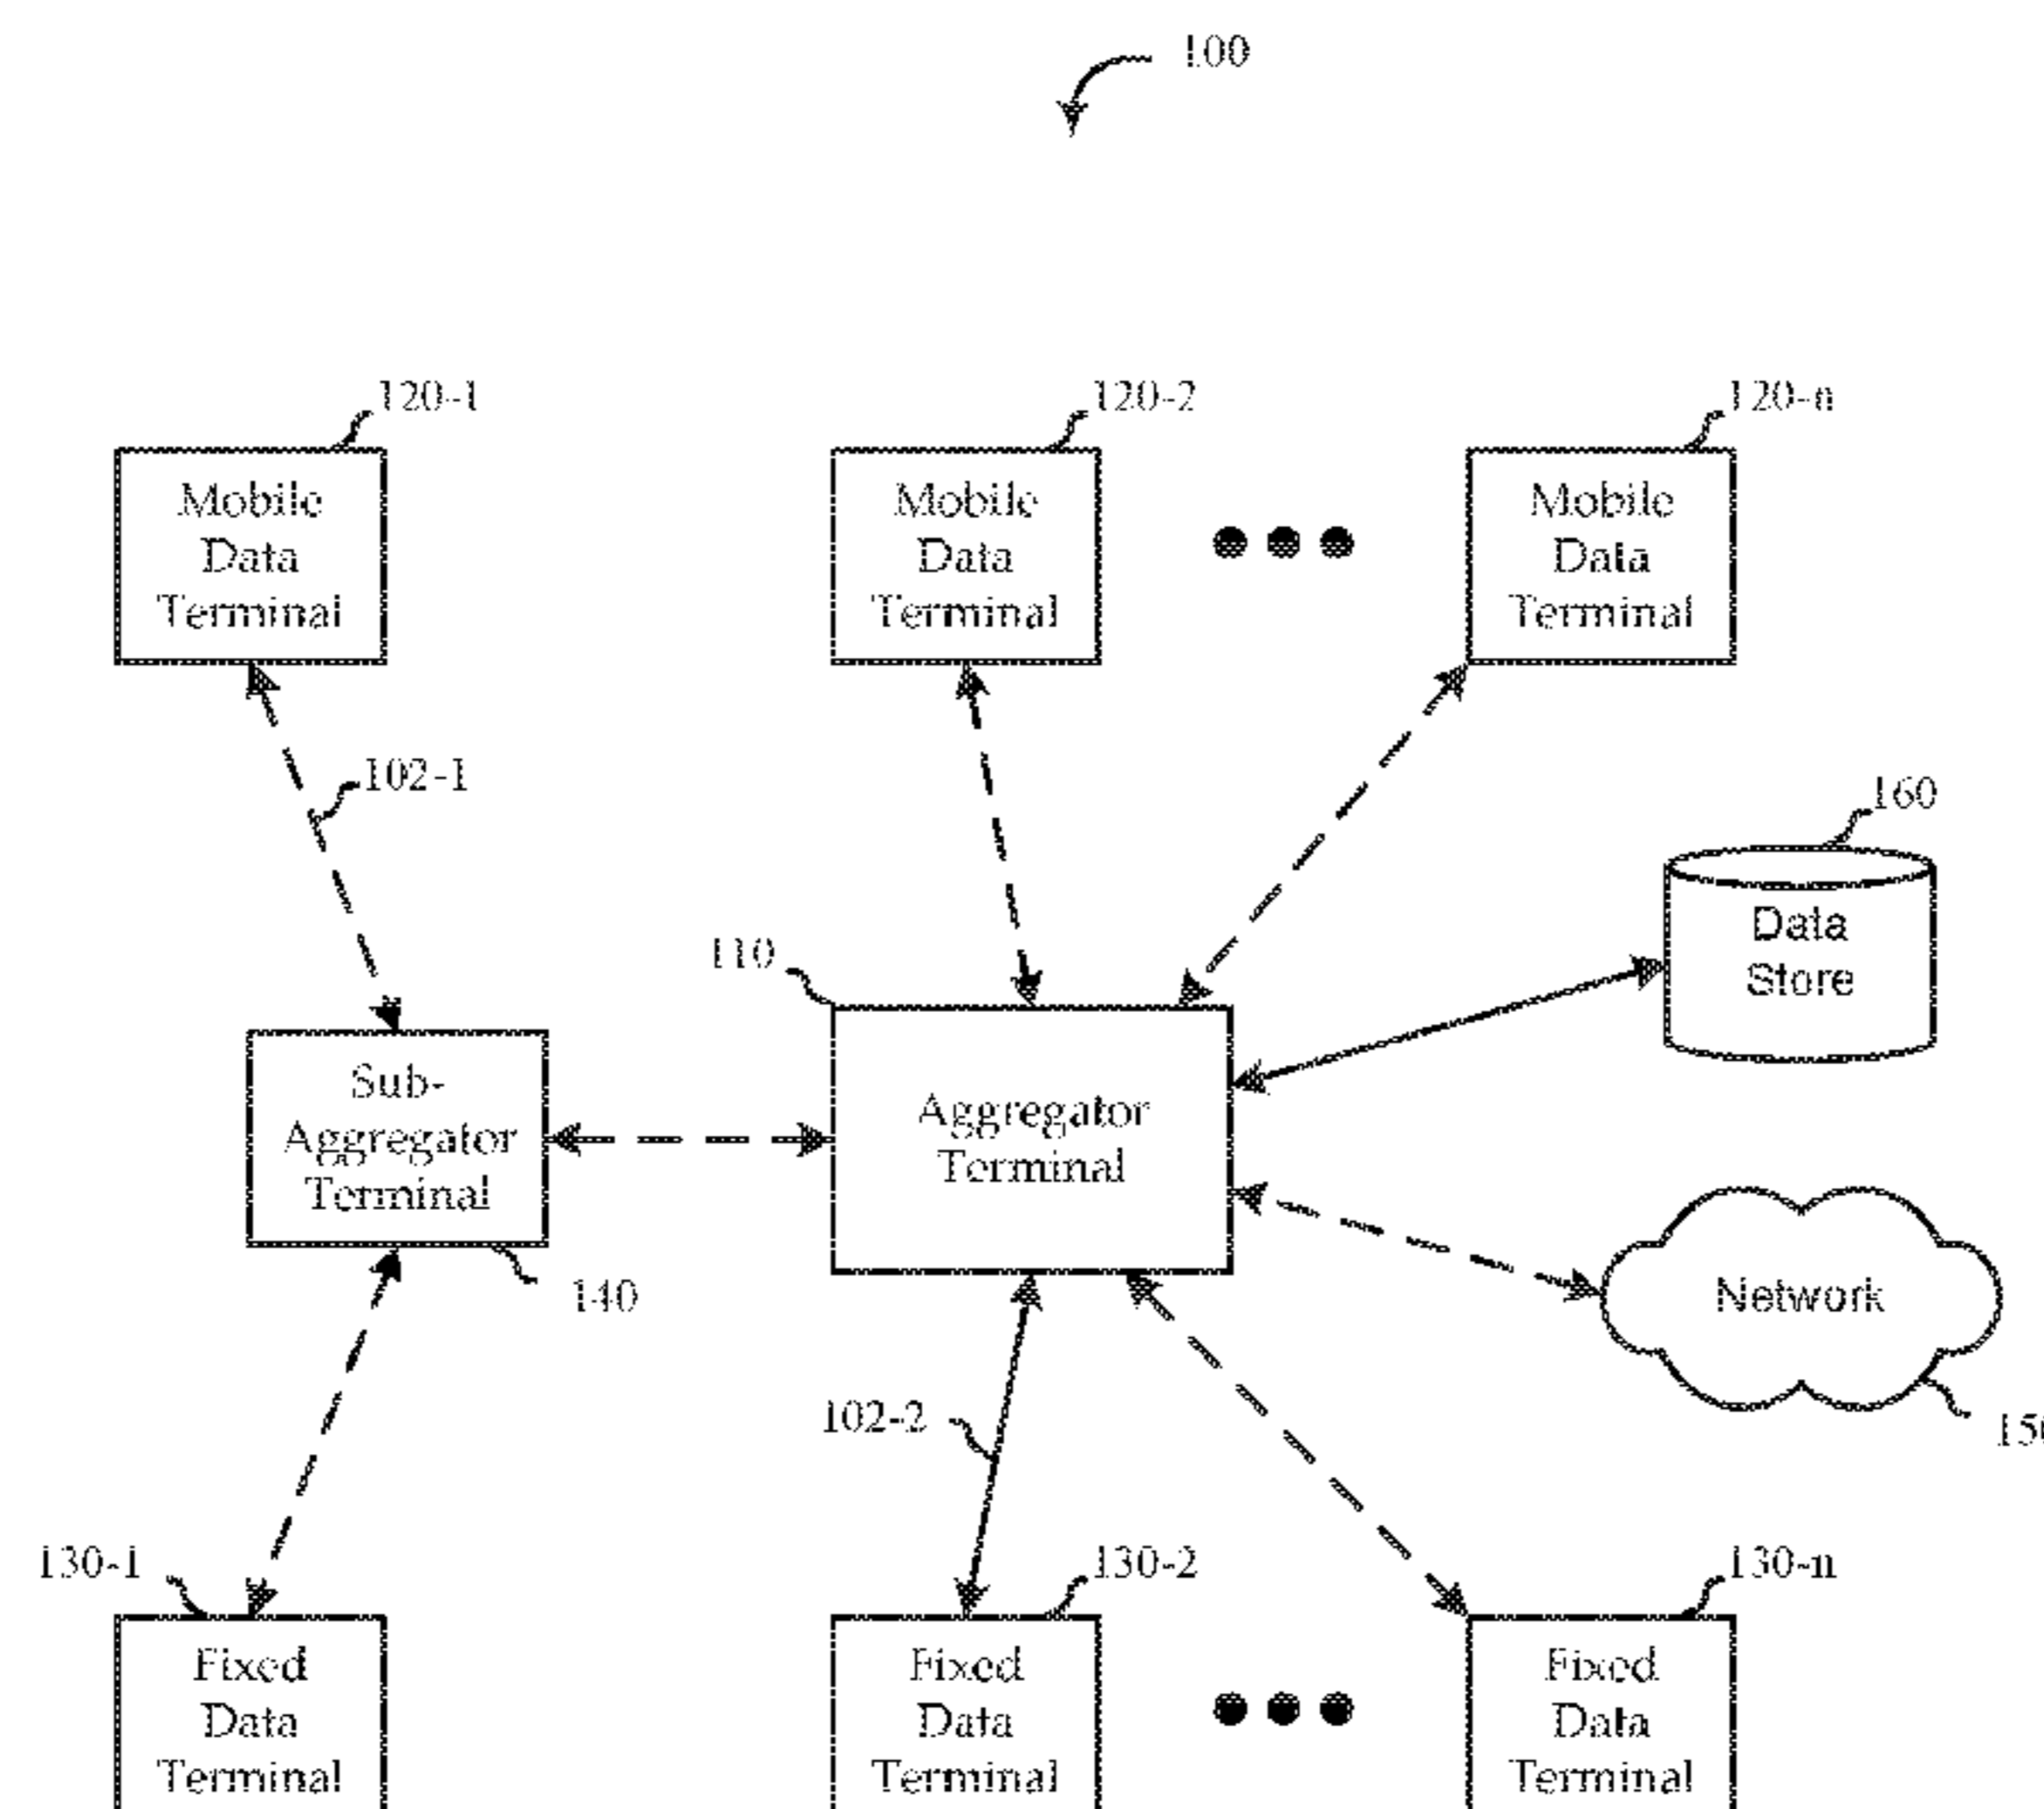 100
120-1
120-2
120-n
Mobile
Data
Terminal
Mobile
Data
Terminal
Mobile
Data
Terminal
102-1
160
Data
Store
110
Sub-
Aggregator
Terminal
Aggregator
Terminal
140
Network
102-2
130-1
130-2
130-n
Fixed
Data
Terminal
Fixed
Data
Terminal
Fixed
Data
Terminal